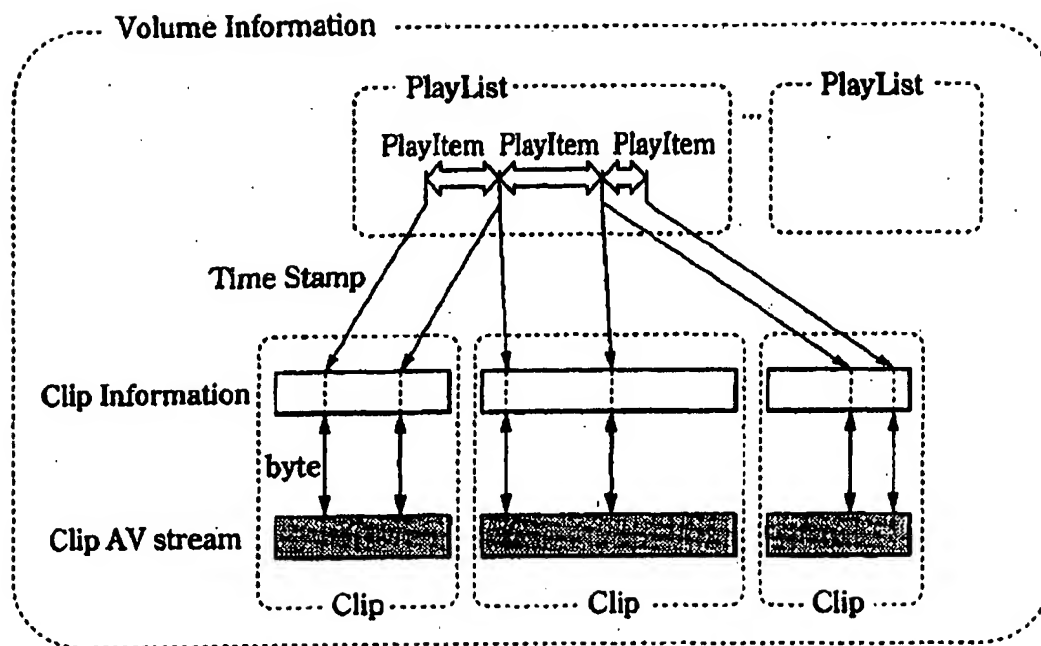 Volume Information
PlayList
PlayList
...
PlayItem PlayItem PlayItem
Time Stamp
Clip Information
byte
Clip AV stream
Clip
Clip
Clip